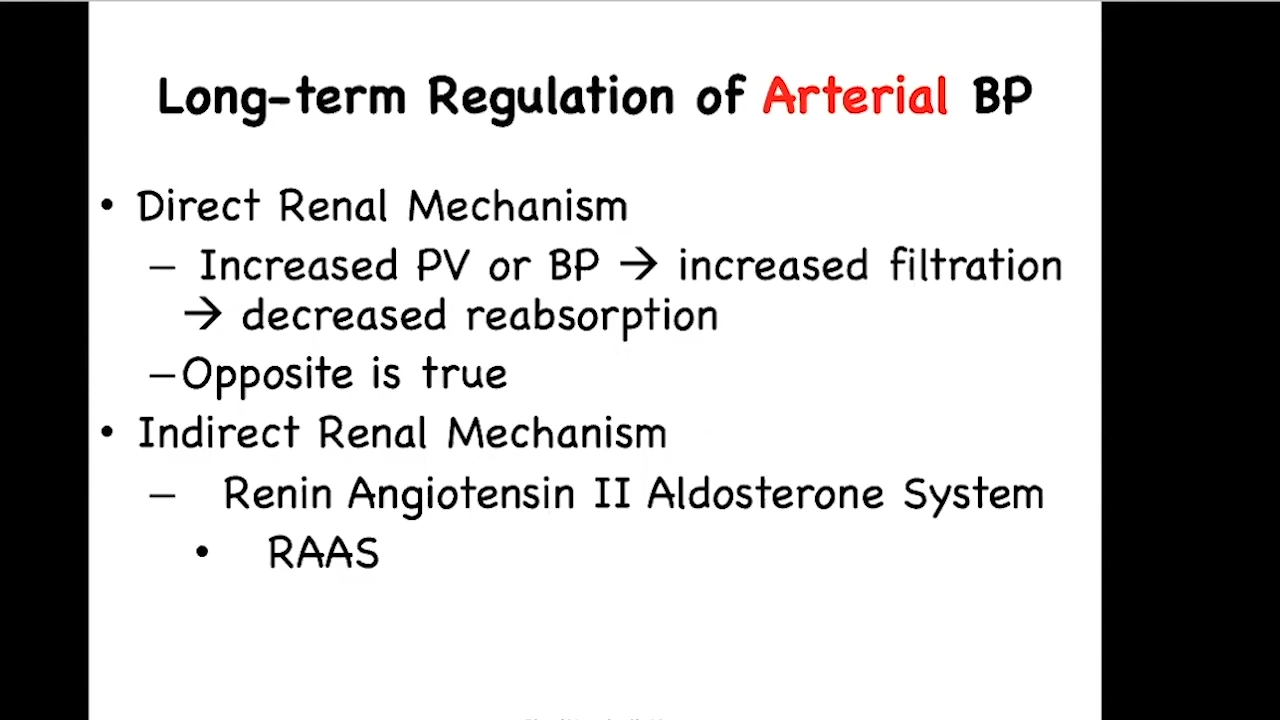 Long-term Regulation of Arterial BP
• Direct Renal Mechanism
– Increased PV or BP → increased filtration
→ decreased reabsorption
– Opposite is true
• Indirect Renal Mechanism
– Renin Angiotensin II Aldosterone System
• RAAS